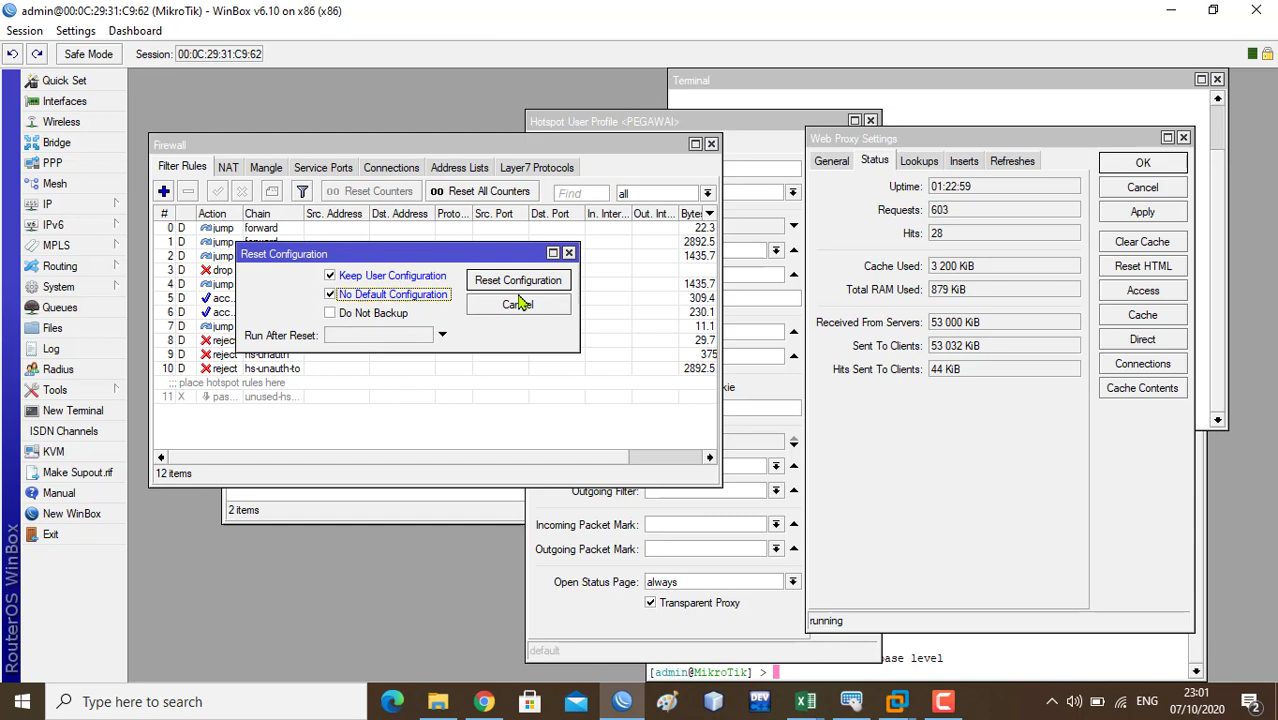 admin@00:0C:29:31:C9:62 (MikroTik) - WinBox v6.10 on x86 (x86)
Session Settings Dashboard
Safe Mode Session: 00:0C:29:31:C9:62
Quick Set
Interfaces
Wireless
Bridge
PPP
Mesh
IP
IPv6
MPLS
Routing
System
Queues
Files
Log
Radius
Tools
New Terminal
ISDN Channels
KVM
Make Supout.rif
Manual
New WinBox
Exit
RouterOS WinBox
Terminal
Hotspot User Profile <PEGAWAI>
Firewall
Filter Rules NAT Mangle Service Ports Connections Address Lists Layer7 Protocols
00 Reset Counters 00 Reset All Counters Find all
# Action Chain Src. Address Dst. Address Proto... Src. Port Dst. Port In. Inter... Out. Int... Bytes
0 D jump forward 22.3
1 D jump forward 2892.5
2 D jump 1435.7
3 D drop
4 D jump 1435.7
5 D acc... 309.4
6 D acc... 230.1
7 D jump 11.1
8 D reject 29.7
9 D reject hs-unauth 375
10 D reject hs-unauth-to 2892.5
::: place hotspot rules here
11 X pas... unused-hs...
12 items
2 items
Reset Configuration
Keep User Configuration
No Default Configuration
Do Not Backup
Run After Reset:
Reset Configuration
Cancel
Outgoing Filter:
Incoming Packet Mark:
Outgoing Packet Mark:
Open Status Page: always
Transparent Proxy
default
Web Proxy Settings
General Status Lookups Inserts Refreshes
Uptime: 01:22:59
Requests: 603
Hits: 28
Cache Used: 3 200 KiB
Total RAM Used: 879 KiB
Received From Servers: 53 000 KiB
Sent To Clients: 53 032 KiB
Hits Sent To Clients: 44 KiB
OK
Cancel
Apply
Clear Cache
Reset HTML
Access
Cache
Direct
Connections
Cache Contents
running
base level
[admin@MikroTik] >
Type here to search
DEV
ENG
23:01
07/10/2020
2